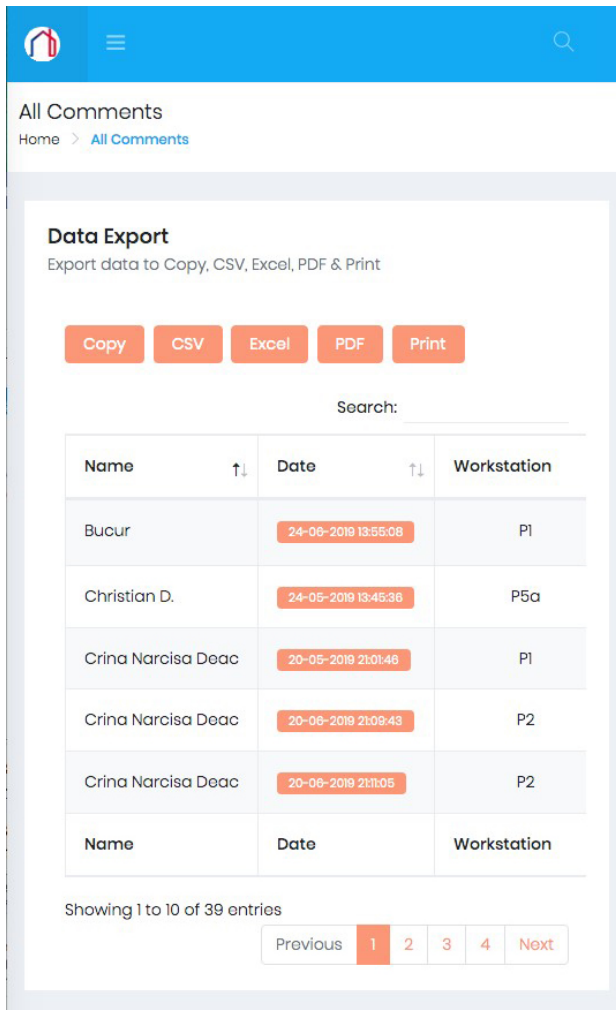 All Comments
Home > All Comments
Data Export
Export data to Copy, CSV, Excel, PDF & Print
Copy CSV Excel PDF Print
Search:
Name Date Workstation
Bucur 24-06-2019 13:55:08 P1
Christian D. 24-05-2019 13:45:36 P5a
Crina Narcisa Deac 20-05-2019 21:01:46 P1
Crina Narcisa Deac 20-06-2019 21:09:43 P2
Crina Narcisa Deac 20-06-2019 21:11:05 P2
Name Date Workstation
Showing 1 to 10 of 39 entries
Previous 1 2 3 4 Next